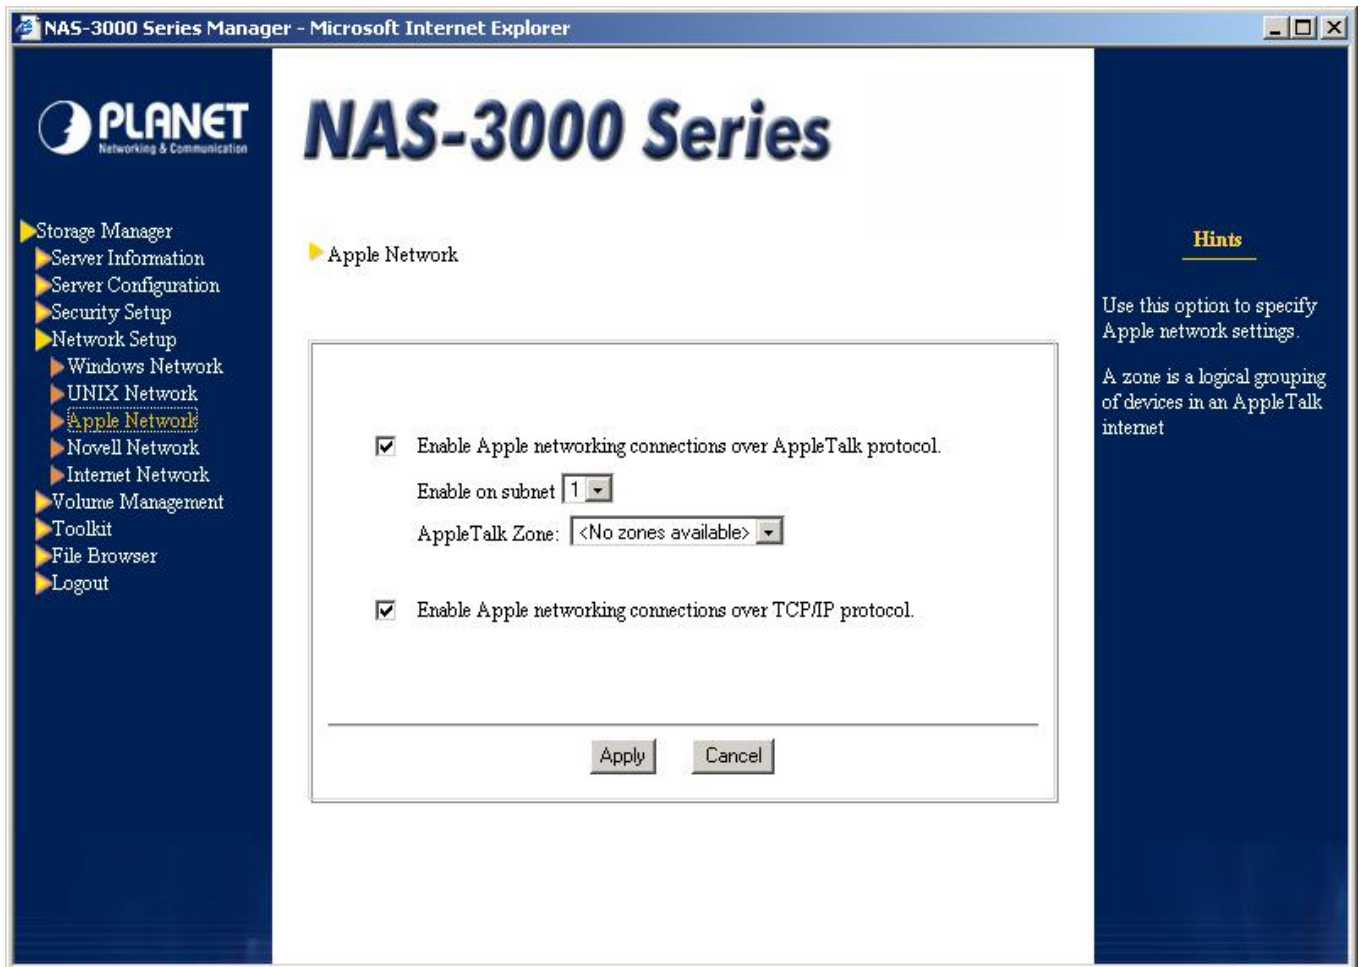 NAS-3000 Series Manager - Microsoft Internet Explorer
PLANET
Networking & Communication
NAS-3000 Series
Storage Manager
Server Information
Server Configuration
Security Setup
Network Setup
Windows Network
UNIX Network
Apple Network
Novell Network
Internet Network
Volume Management
Toolkit
File Browser
Logout
Apple Network
Enable Apple networking connections over AppleTalk protocol.
Enable on subnet 1
AppleTalk Zone: <No zones available>
Enable Apple networking connections over TCP/IP protocol.
Apply Cancel
Hints
Use this option to specify
Apple network settings.
A zone is a logical grouping
of devices in an AppleTalk
internet